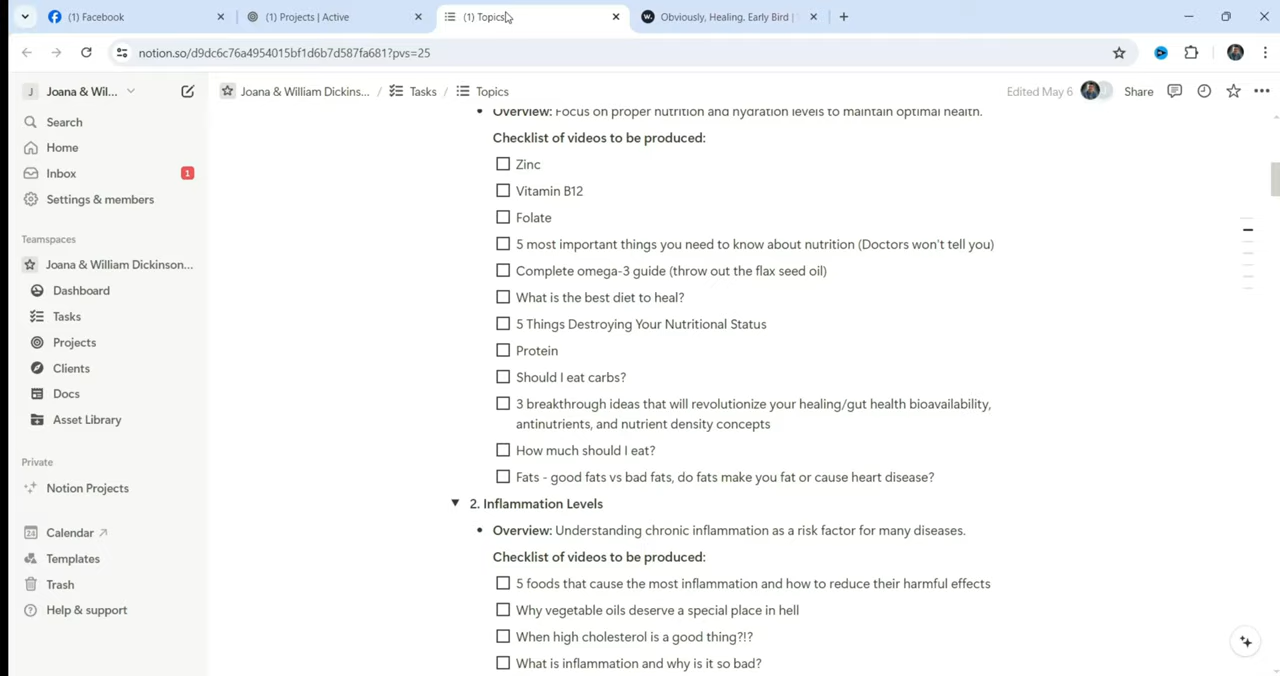 (1) Facebook
(1) Projects | Active
(1) Topics
Obviously, Healing. Early Bird |
notion.so/d9dc6c76a4954015bf1d6b7d587fa681?pvs=25
J Joana & Wil...
Joana & William Dickins... / Tasks / Topics
Edited May 6
Share
Search
Home
Inbox 1
Settings & members
Teamspaces
Joana & William Dickinson...
Dashboard
Tasks
Projects
Clients
Docs
Asset Library
Private
Notion Projects
24 Calendar ↗
Templates
Trash
Help & support
• Overview: Focus on proper nutrition and hydration levels to maintain optimal health.
Checklist of videos to be produced:
Zinc
Vitamin B12
Folate
5 most important things you need to know about nutrition (Doctors won't tell you)
Complete omega-3 guide (throw out the flax seed oil)
What is the best diet to heal?
5 Things Destroying Your Nutritional Status
Protein
Should I eat carbs?
3 breakthrough ideas that will revolutionize your healing/gut health bioavailability,
antinutrients, and nutrient density concepts
How much should I eat?
Fats - good fats vs bad fats, do fats make you fat or cause heart disease?
2. Inflammation Levels
• Overview: Understanding chronic inflammation as a risk factor for many diseases.
Checklist of videos to be produced:
5 foods that cause the most inflammation and how to reduce their harmful effects
Why vegetable oils deserve a special place in hell
When high cholesterol is a good thing?!?
What is inflammation and why is it so bad?